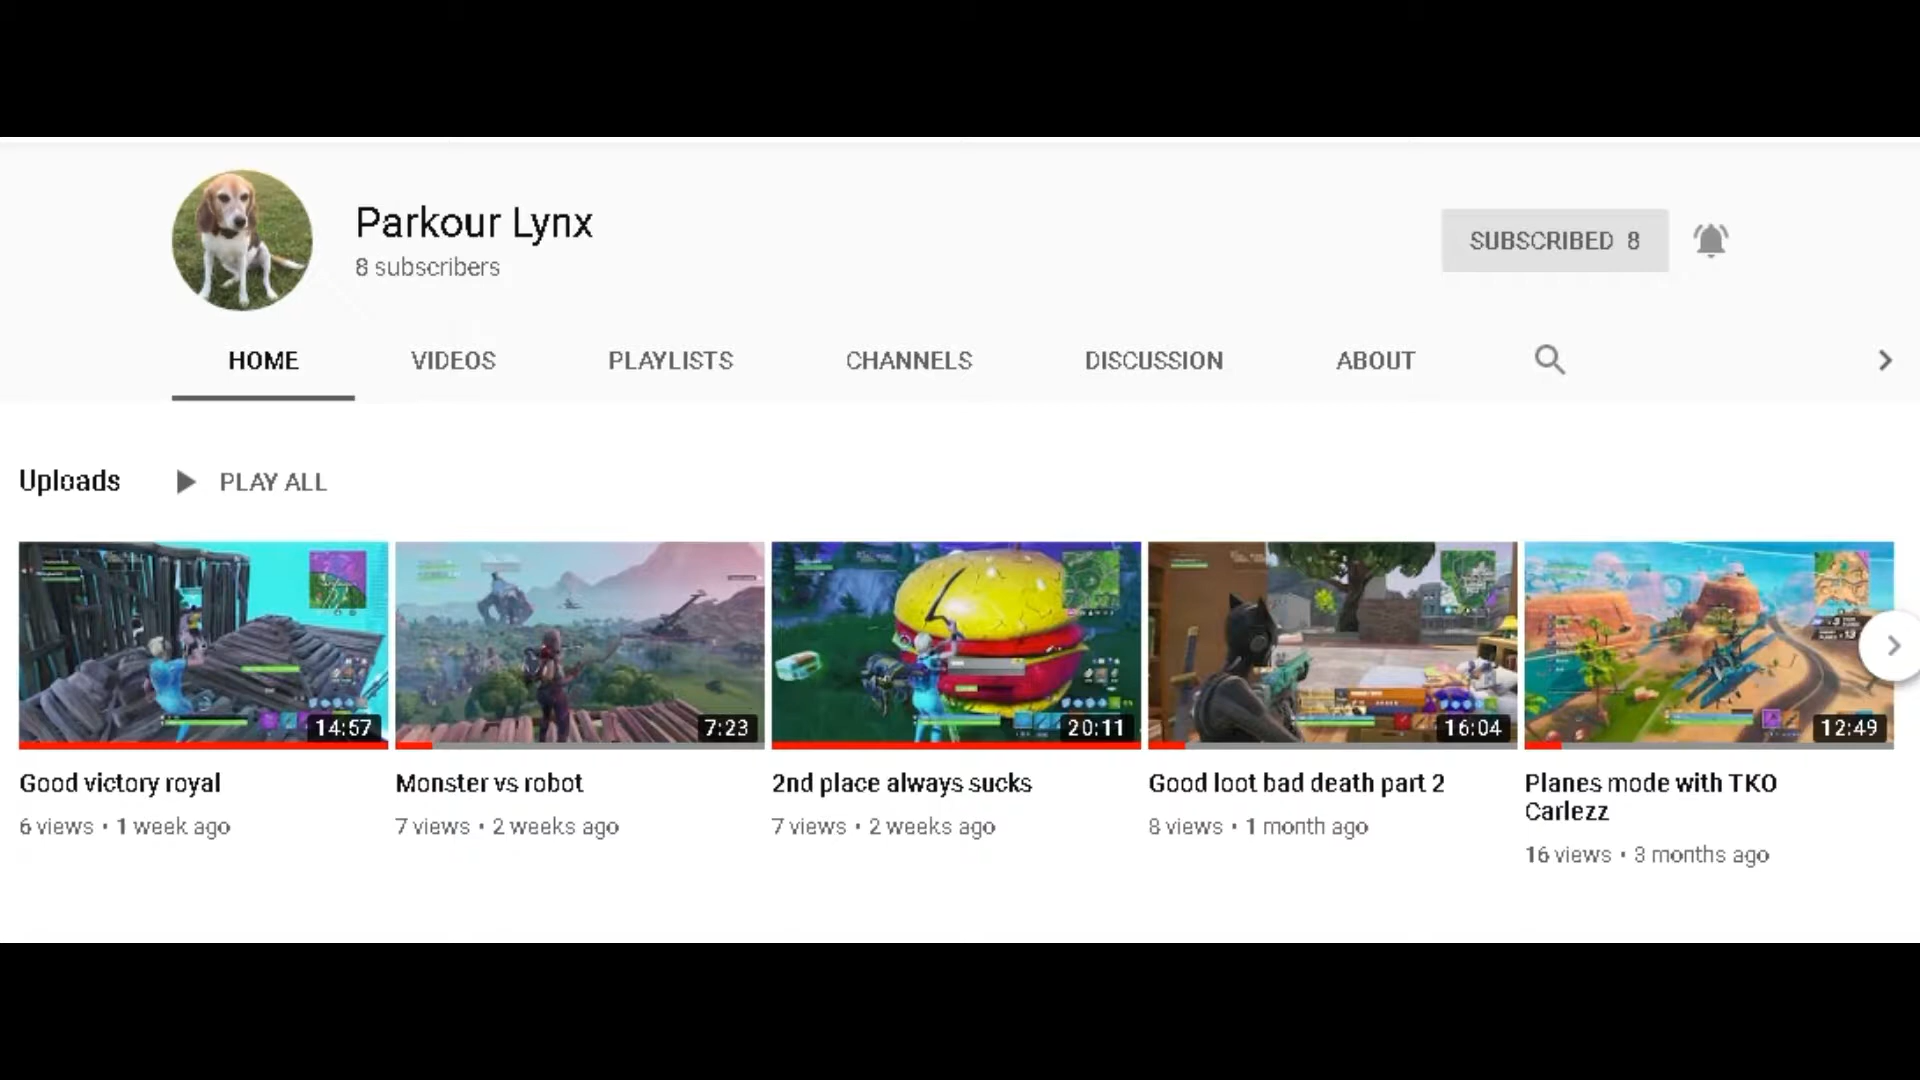 Parkour Lynx
8 subscribers
SUBSCRIBED 8
HOME VIDEOS PLAYLISTS CHANNELS DISCUSSION ABOUT
Uploads PLAY ALL
14:57 7:23 20:11 16:04 12:49
Good victory royal
6 views • 1 week ago
Monster vs robot
7 views • 2 weeks ago
2nd place always sucks
7 views • 2 weeks ago
Good loot bad death part 2
8 views • 1 month ago
Planes mode with TKO
Carlezz
16 views • 3 months ago